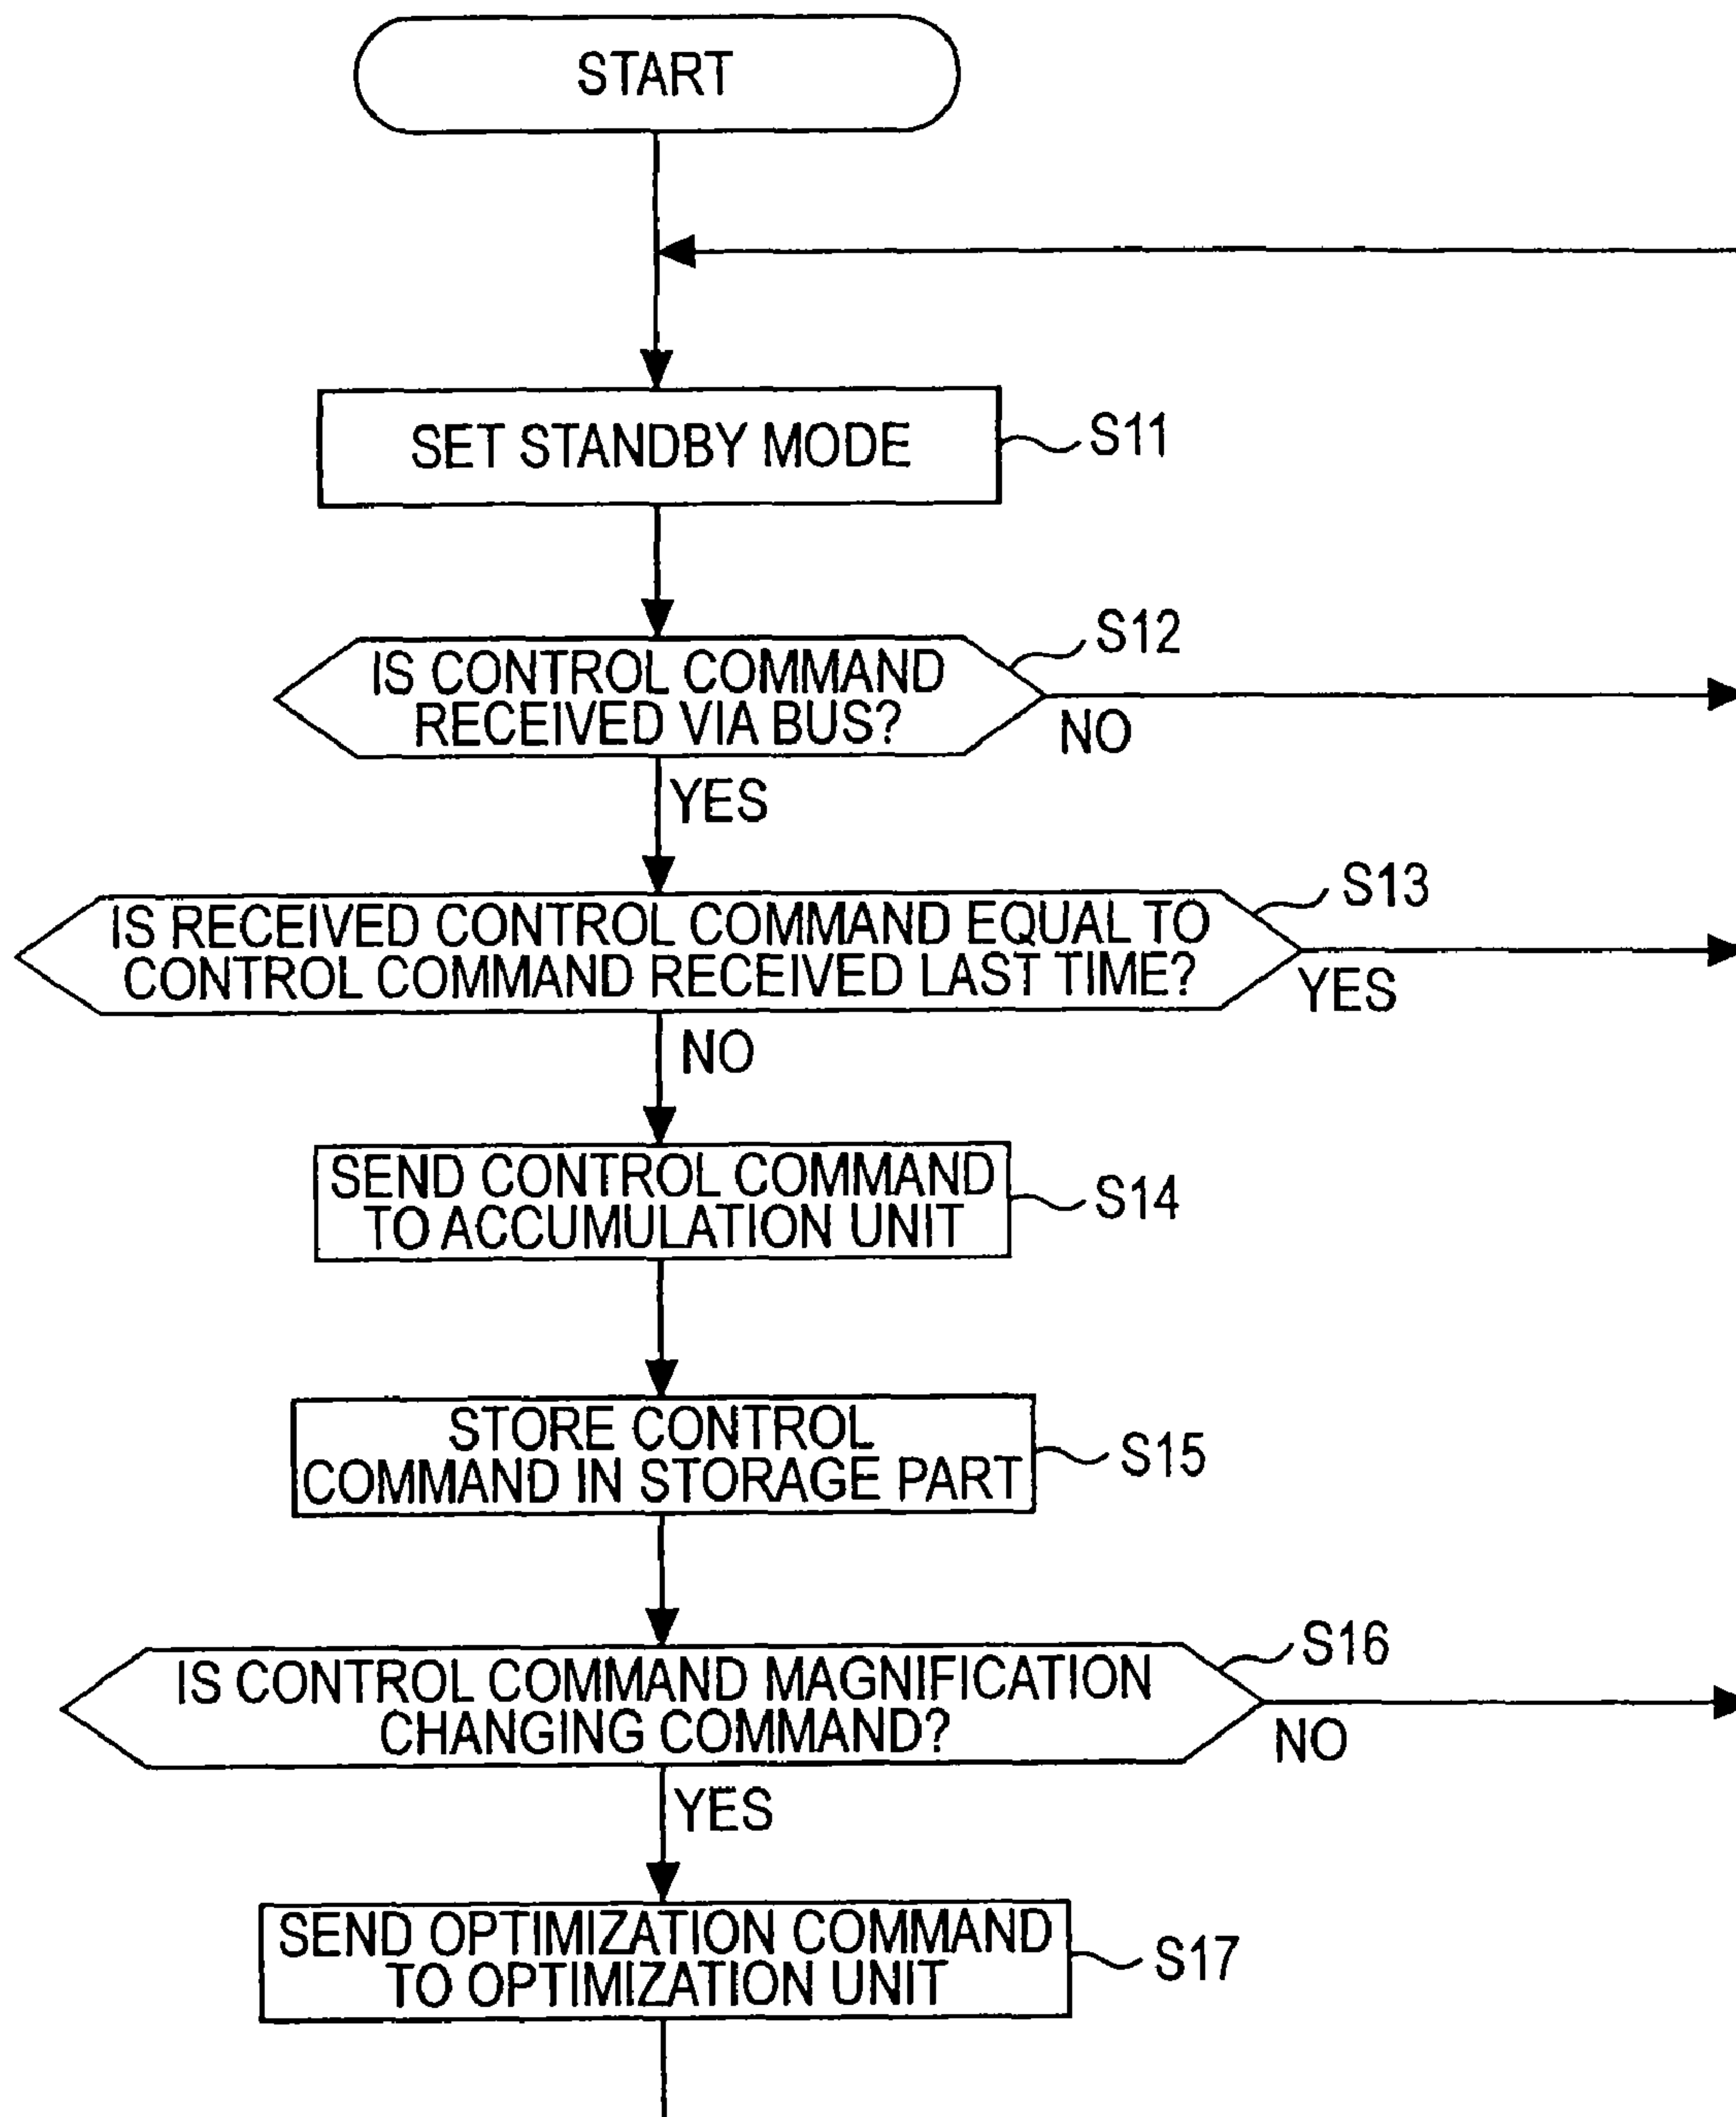 START
SET STANDBY MODE
S11
IS CONTROL COMMAND
RECEIVED VIA BUS?
S12
NO
YES
IS RECEIVED CONTROL COMMAND EQUAL TO
CONTROL COMMAND RECEIVED LAST TIME?
S13
YES
NO
SEND CONTROL COMMAND
TO ACCUMULATION UNIT
S14
STORE CONTROL
COMMAND IN STORAGE PART
S15
IS CONTROL COMMAND MAGNIFICATION
CHANGING COMMAND?
S16
NO
YES
SEND OPTIMIZATION COMMAND
TO OPTIMIZATION UNIT
S17